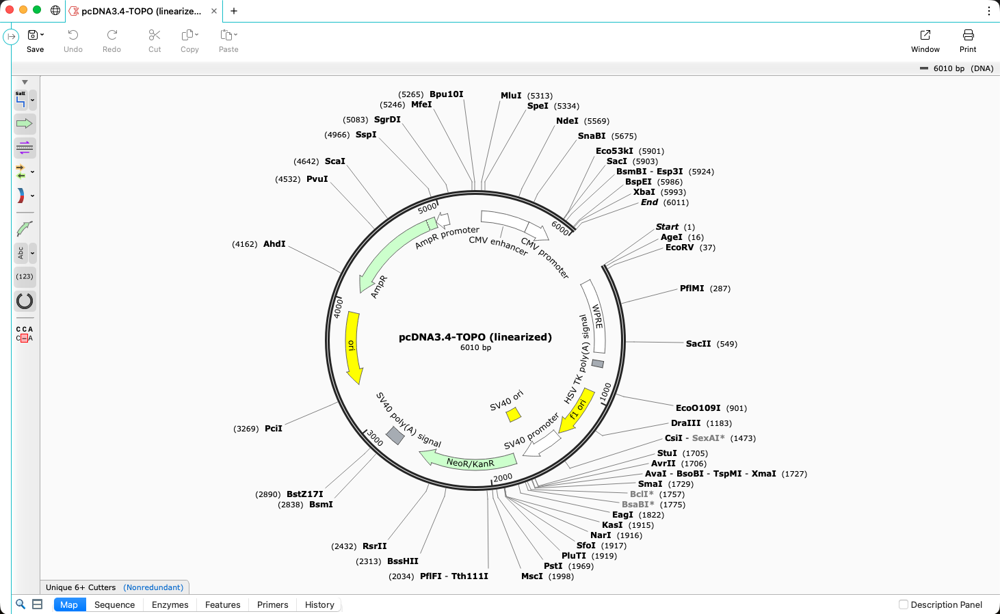 pcDNA3.4-TOPO (linearize...
Save
Undo
Redo
Cut
Copy
Paste
Window
Print
6010 bp (DNA)
SalI
Abc
(123)
C C A
C – A
(5265) Bpu10I
(5246) MfeI
(5083) SgrDI
(4966) SspI
(4642) ScaI
(4532) PvuI
(4162) AhdI
(3269) PciI
(2890) BstZ17I
(2838) BsmI
(2432) RsrII
(2313) BssHII
(2034) PflFI - Tth111I
MluI (5313)
SpeI (5334)
NdeI (5569)
SnaBI (5675)
Eco53kI (5901)
SacI (5903)
BsmBI - Esp3I (5924)
BspEI (5986)
XbaI (5993)
End (6011)
Start (1)
AgeI (16)
EcoRV (37)
PflMI (287)
SacII (549)
EcoO109I (901)
DraIII (1183)
CsiI - SexAI* (1473)
StuI (1705)
AvrII (1706)
AvaI - BsoBI - TspMI - XmaI (1727)
SmaI (1729)
BclI* (1757)
BsaBI* (1775)
EagI (1822)
KasI (1915)
NarI (1916)
SfoI (1917)
PluTI (1919)
PstI (1969)
MscI (1998)
5000
6000
1000
2000
3000
4000
AmpR promoter
CMV enhancer
CMV promoter
AmpR
WPRE
HSV TK poly(A) signal
ori
f1 ori
SV40 ori
SV40 promoter
SV40 poly(A) signal
NeoR/KanR
pcDNA3.4-TOPO (linearized)
6010 bp
Unique 6+ Cutters (Nonredundant)
Map
Sequence
Enzymes
Features
Primers
History
Description Panel